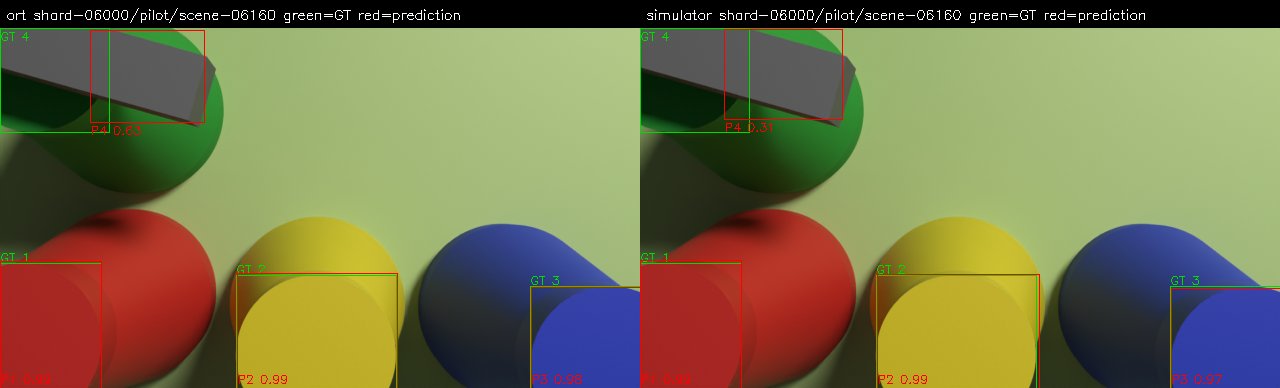 ort shard-06000/pilot/scene-06160 green=GT red=prediction
GT 4
P4 0.63
GT 1
GT 2
GT 3
P2 0.99
P3 0.98
simulator shard-06000/pilot/scene-06160 green=GT red=prediction
GT 4
P4 0.31
GT 1
GT 2
GT 3
P2 0.99
P3 0.97